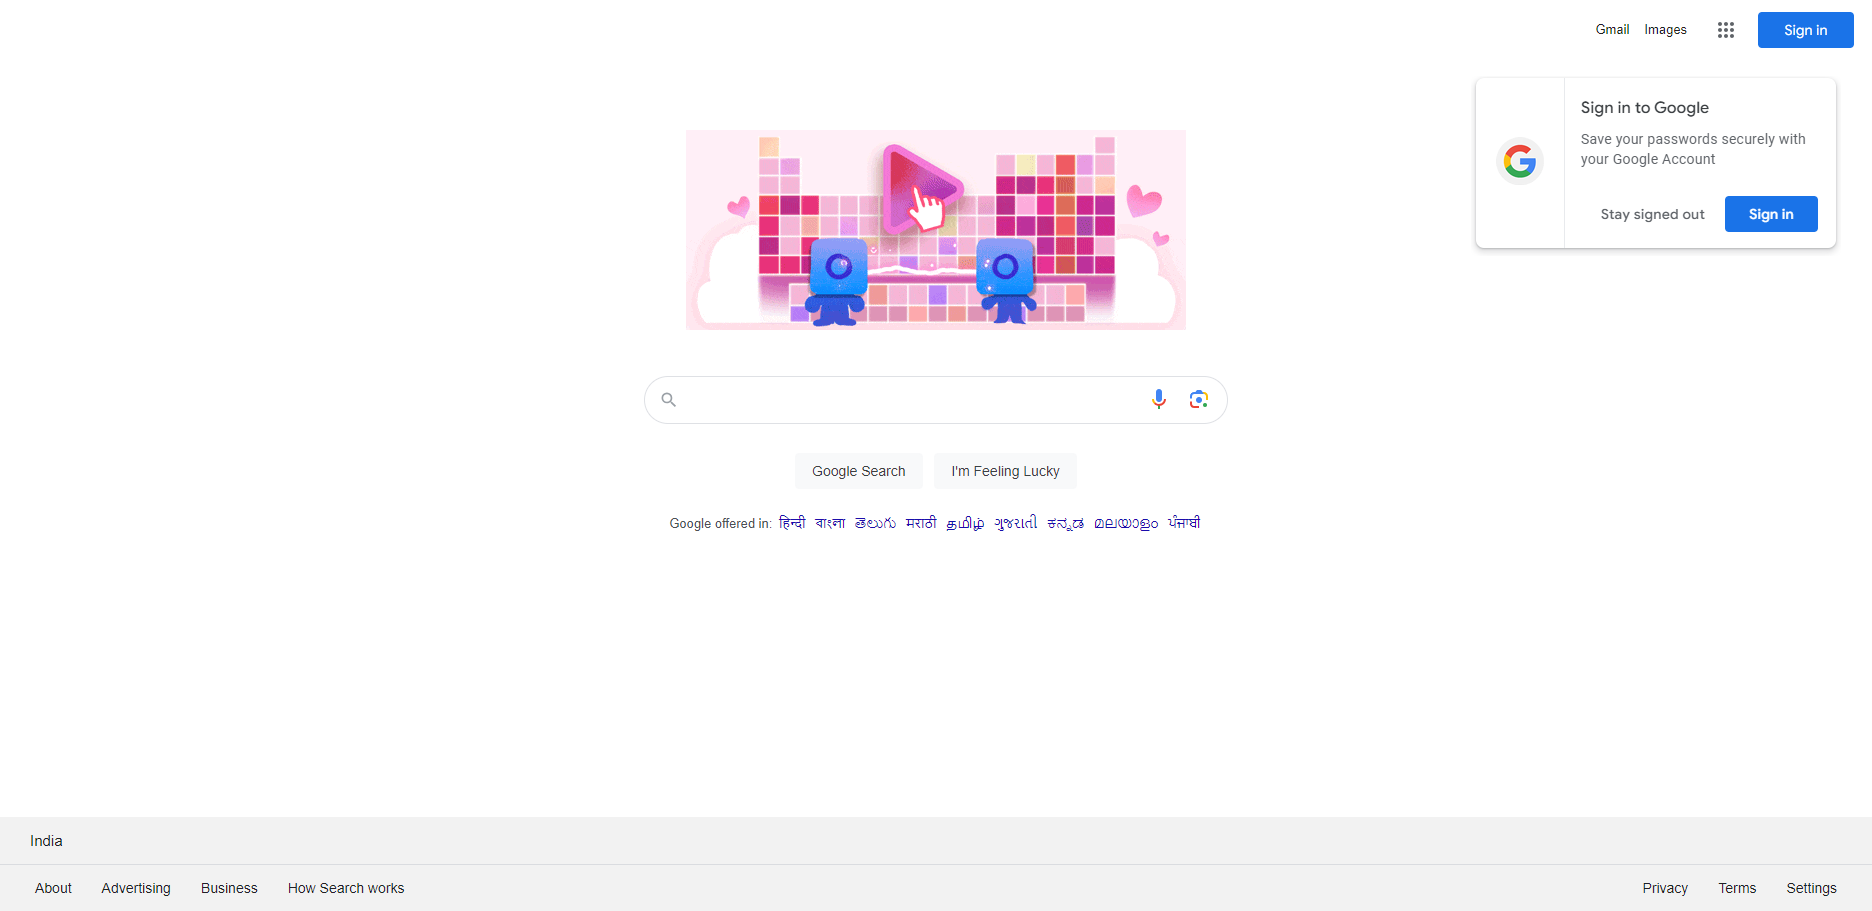 Gmail Images Sign in
Sign in to Google
Save your passwords securely with
your Google Account
Stay signed out Sign in
Google Search I'm Feeling Lucky
Google offered in: हिन्दी বাংলা తెలుగు मराठी தமிழ் ગુજરાતી ಕನ್ನಡ മലയാളം ਪੰਜਾਬੀ
India
About Advertising Business How Search works Privacy Terms Settings